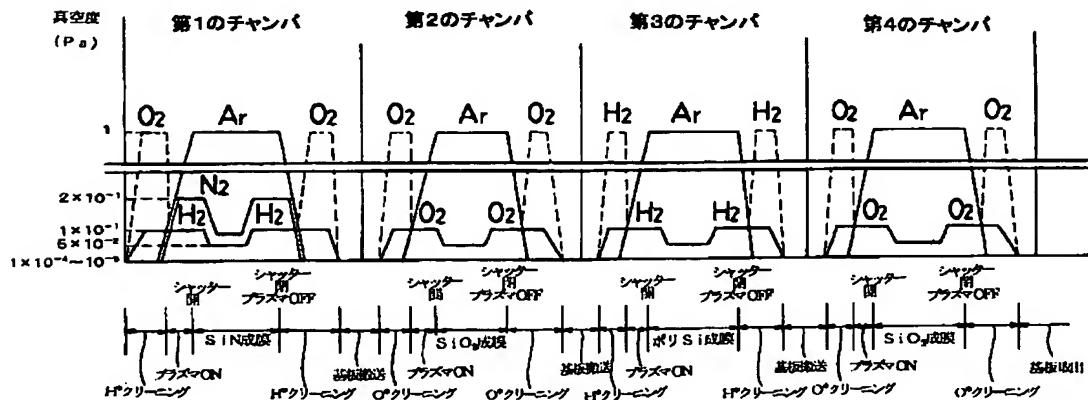 真空度
(Pa)
第1のチャンバ
第2のチャンバ
第3のチャンバ
第4のチャンバ
O2
Ar
O2
O2
Ar
O2
H2
Ar
H2
O2
Ar
O2
1
N2
2×10⁻¹
H2
H2
O2
O2
H2
H2
O2
O2
1×10⁻¹
6×10⁻²
シャッター
開
シャッター
閉
プラズマOFF
シャッター
開
シャッター
閉
プラズマOFF
シャッター
開
シャッター
閉
プラズマOFF
シャッター
開
シャッター
閉
プラズマOFF
SiN成膜
SiO₂成膜
ポリSi成膜
SiO₂成膜
プラズマON
基板搬送
プラズマON
基板搬送
プラズマON
基板搬送
プラズマON
基板取出
H*クリーニング
H*クリーニング
O*クリーニング
O*クリーニング
H*クリーニング
H*クリーニング
O*クリーニング
O*クリーニング